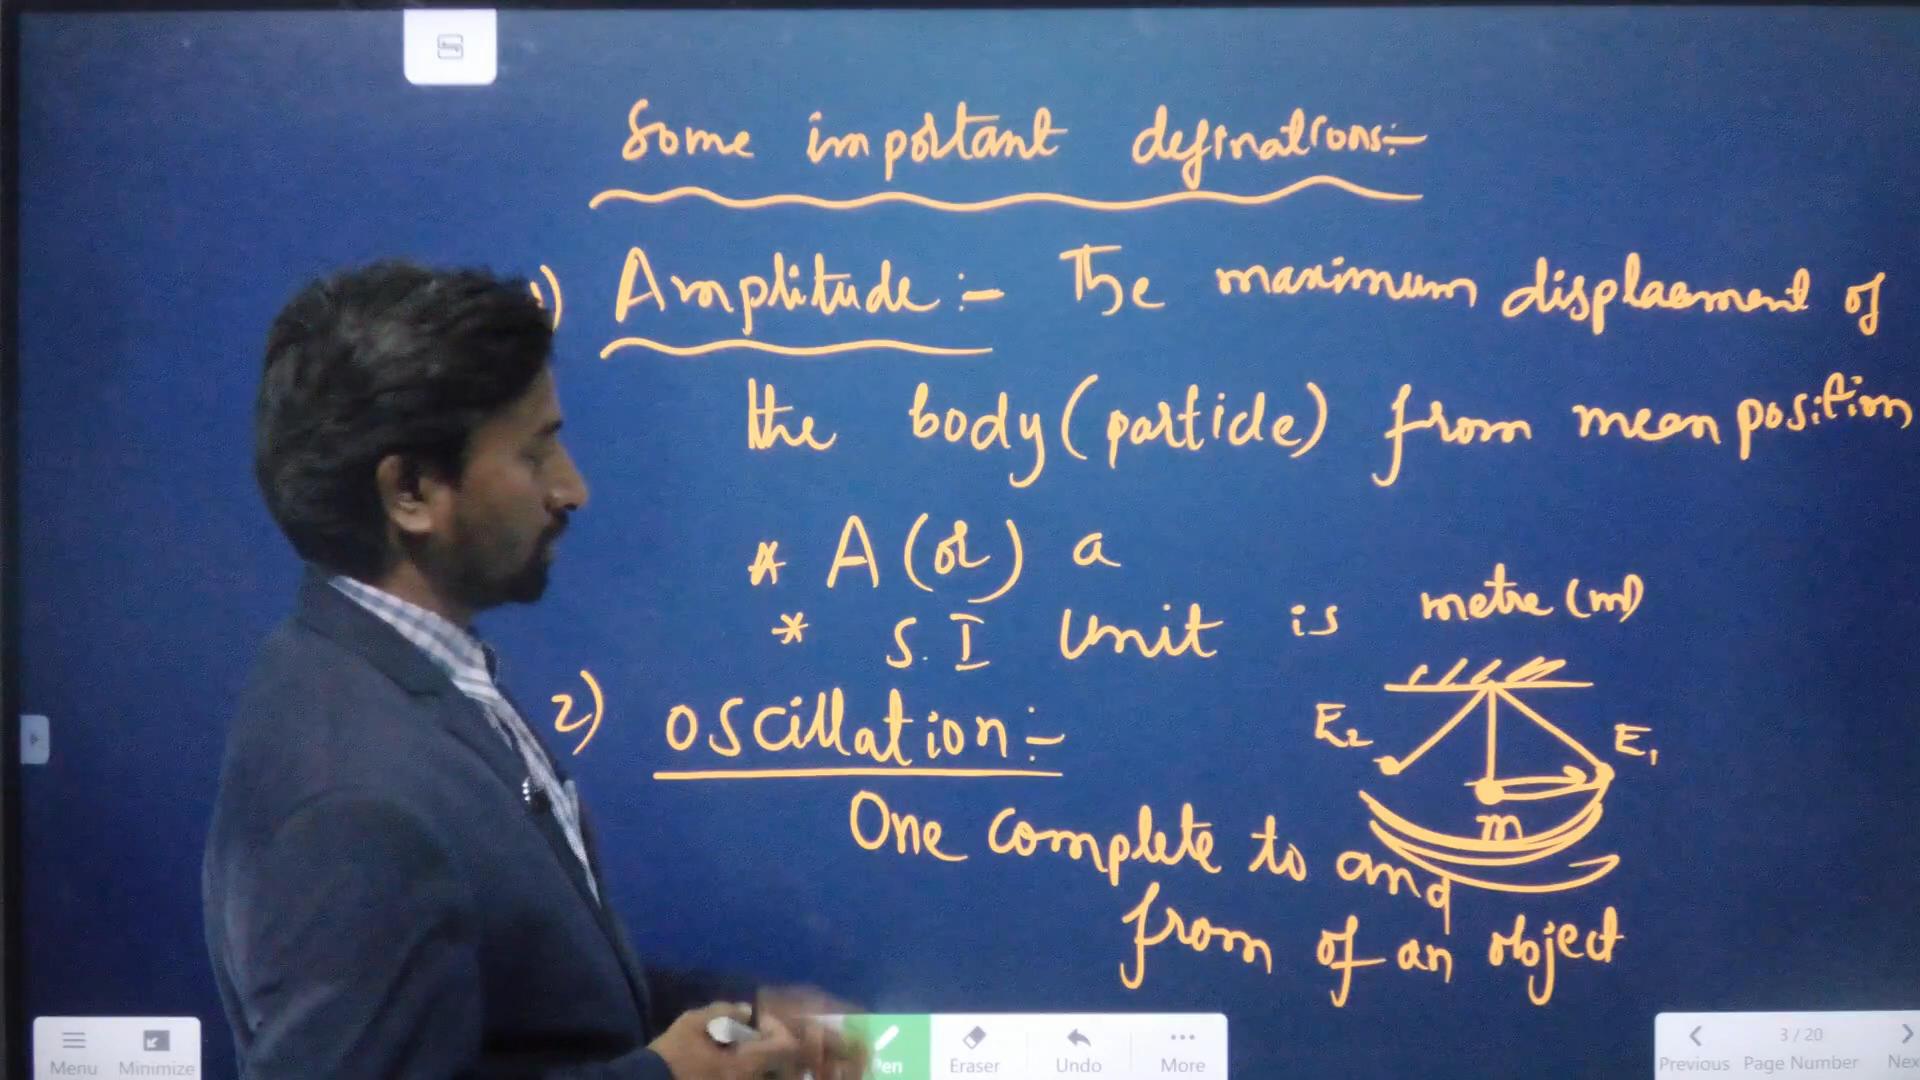 Some important definations:-
1) Amplitude:- The maximum displacement of
the body (particle) from mean position
* A (or) a
* S.I Unit is metre (m)
2) Oscillation:-
E2
E1
m
One complete to and
from of an object
Menu
Minimize
Pen
Eraser
Undo
More
Previous
3 / 20
Page Number
Nex